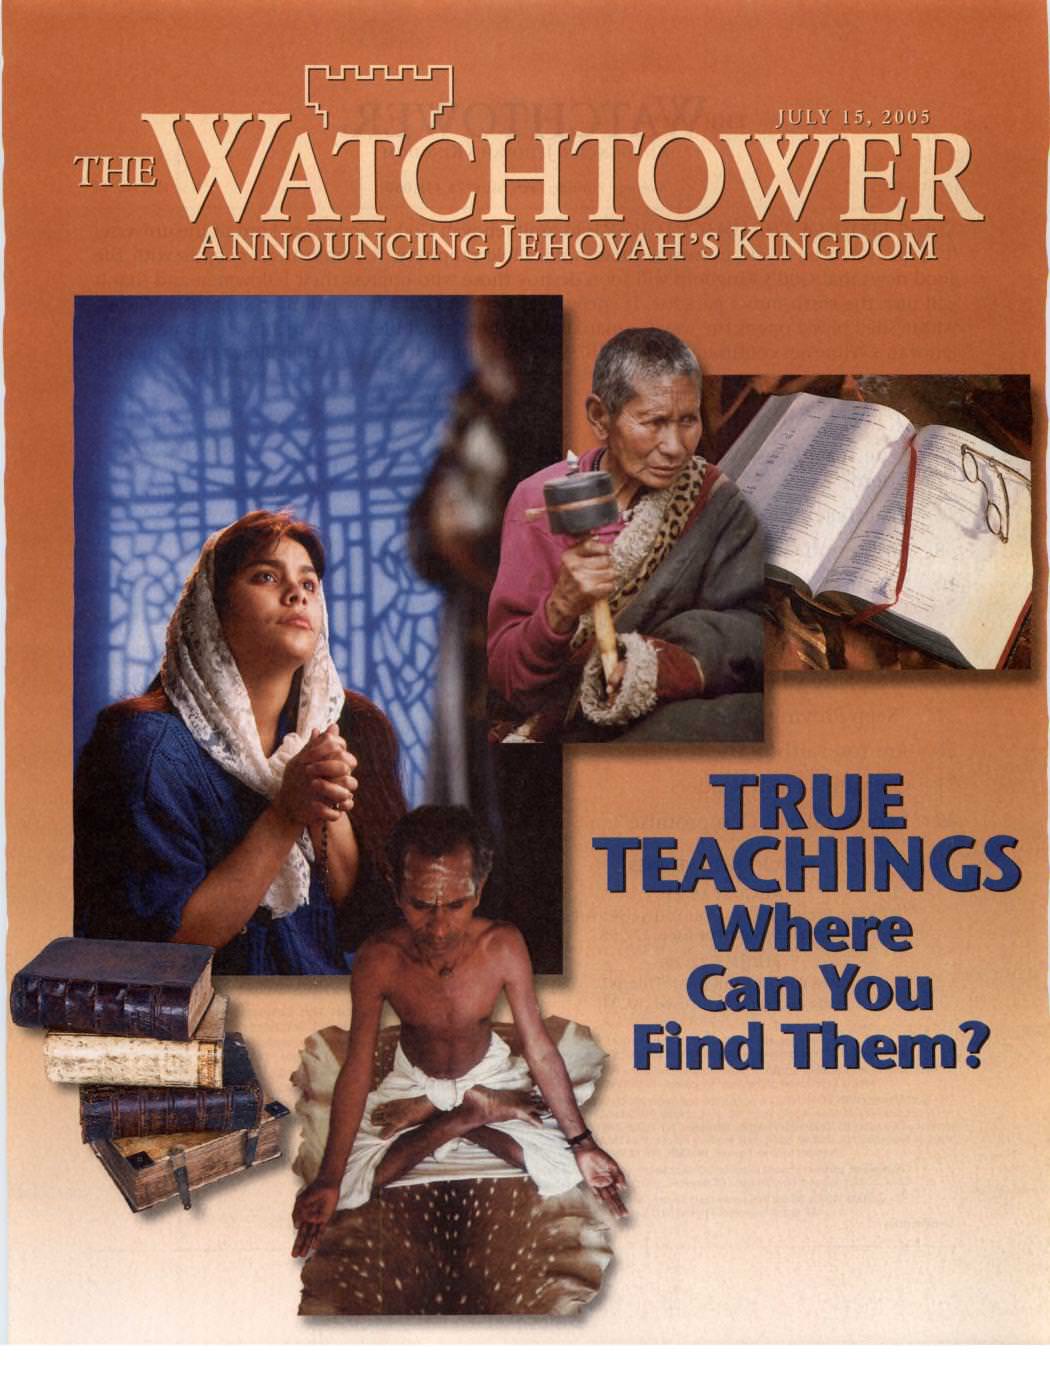 JULY 15, 2005
THE WATCHTOWER
ANNOUNCING JEHOVAH'S KINGDOM
TRUE
TEACHINGS
Where
Can You
Find Them?